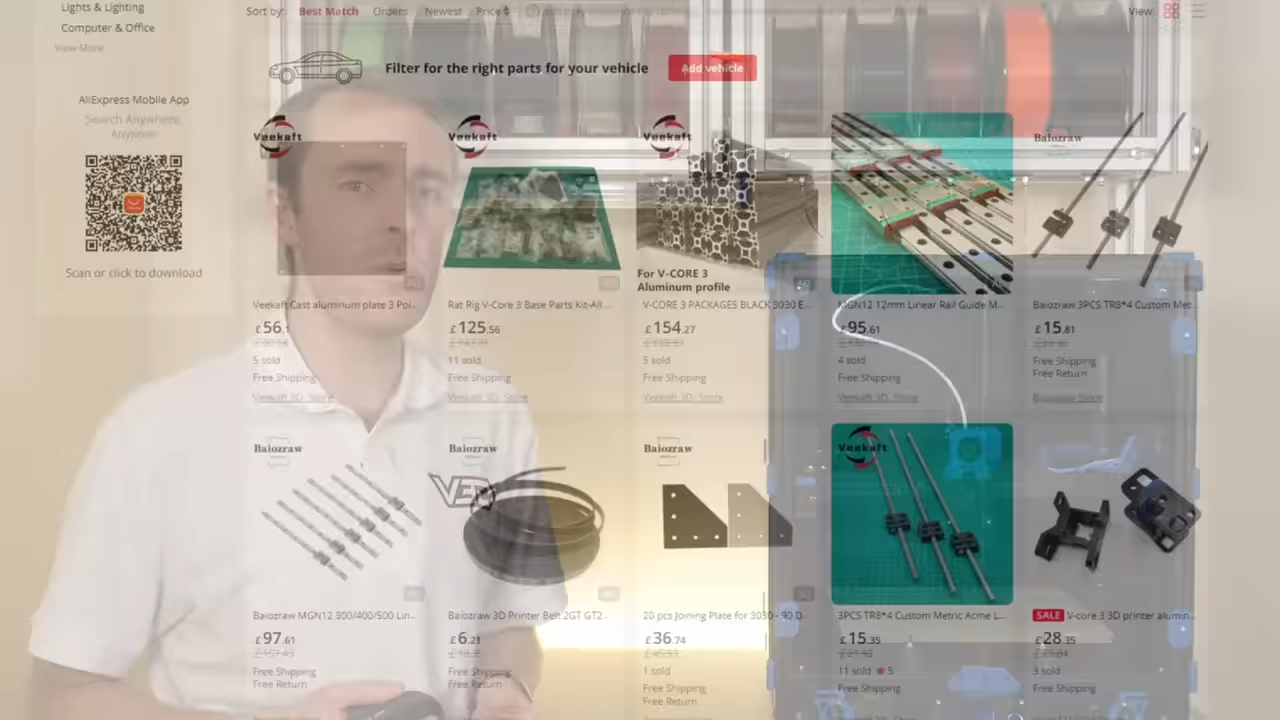 Lights & Lighting
Computer & Office
View More
Sort by: Best Match Orders Newest Price View:
Filter for the right parts for your vehicle Add vehicle
AliExpress Mobile App
Search Anywhere,
Anytime!
Scan or click to download
Veekaft
Veekaft
Veekaft
Baiozraw
For V-CORE 3
Aluminum profile
Veekaft Cast aluminum plate 3 Poi...
£56.1
5 sold
Free Shipping
Veekaft 3D- Store
Rat Rig V-Core 3 Base Parts Kit-All ...
£125.56
11 sold
Free Shipping
Veekaft 3D- Store
V-CORE 3 PACKAGES BLACK 3030 E...
£154.27
5 sold
Free Shipping
Veekaft 3D- Store
MGN12 12mm Linear Rail Guide M...
£95.61
4 sold
Free Shipping
Veekaft 3D- Store
Baiozraw 3PCS TR8*4 Custom Met...
£15.81
Free Shipping
Free Return
Baiozraw Store
Baiozraw
Baiozraw
Baiozraw
Veekaft
Baiozraw MGN12 300/400/500 Lin...
£97.61
£157.43
Free Shipping
Free Return
Baiozraw 3D Printer Belt 2GT GT2...
£6.21
Free Shipping
Free Return
20 pcs Joining Plate for 3030 - 90 D...
£36.74
1 sold
Free Shipping
Free Return
3PCS TR8*4 Custom Metric Acme L...
£15.35
11 sold ★ 5
Free Shipping
SALE V-core 3 3D printer alumin...
£28.35
3 sold
Free Shipping